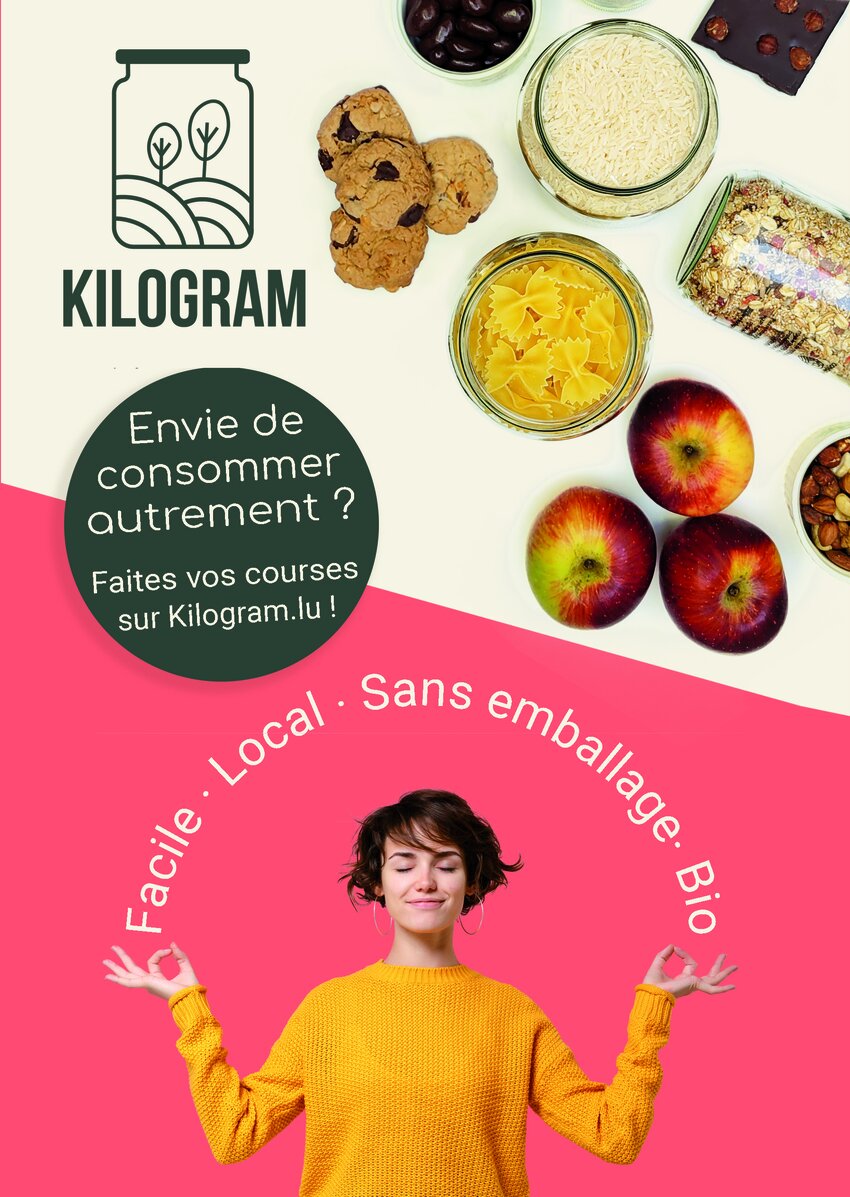 KILOGRAM
Envie de
consommer
autrement ?
Faites vos courses
sur Kilogram.lu !
Facile · Local · Sans emballage· Bio